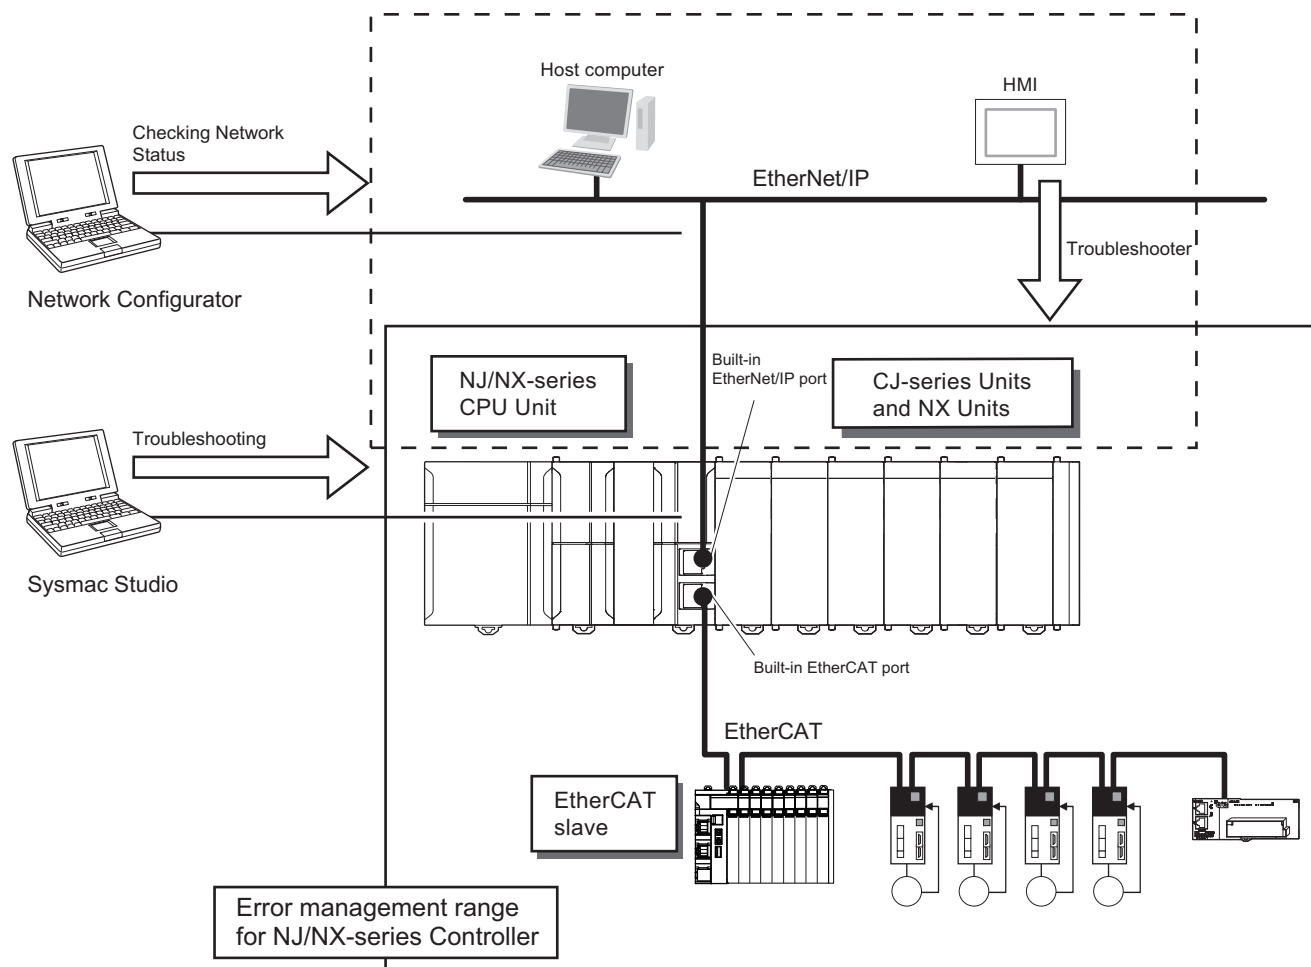 Host computer
HMI
Checking Network
Status
EtherNet/IP
Troubleshooter
Network Configurator
Built-in
EtherNet/IP port
NJ/NX-series
CPU Unit
CJ-series Units
and NX Units
Troubleshooting
Sysmac Studio
Built-in EtherCAT port
EtherCAT
EtherCAT
slave
Error management range
for NJ/NX-series Controller